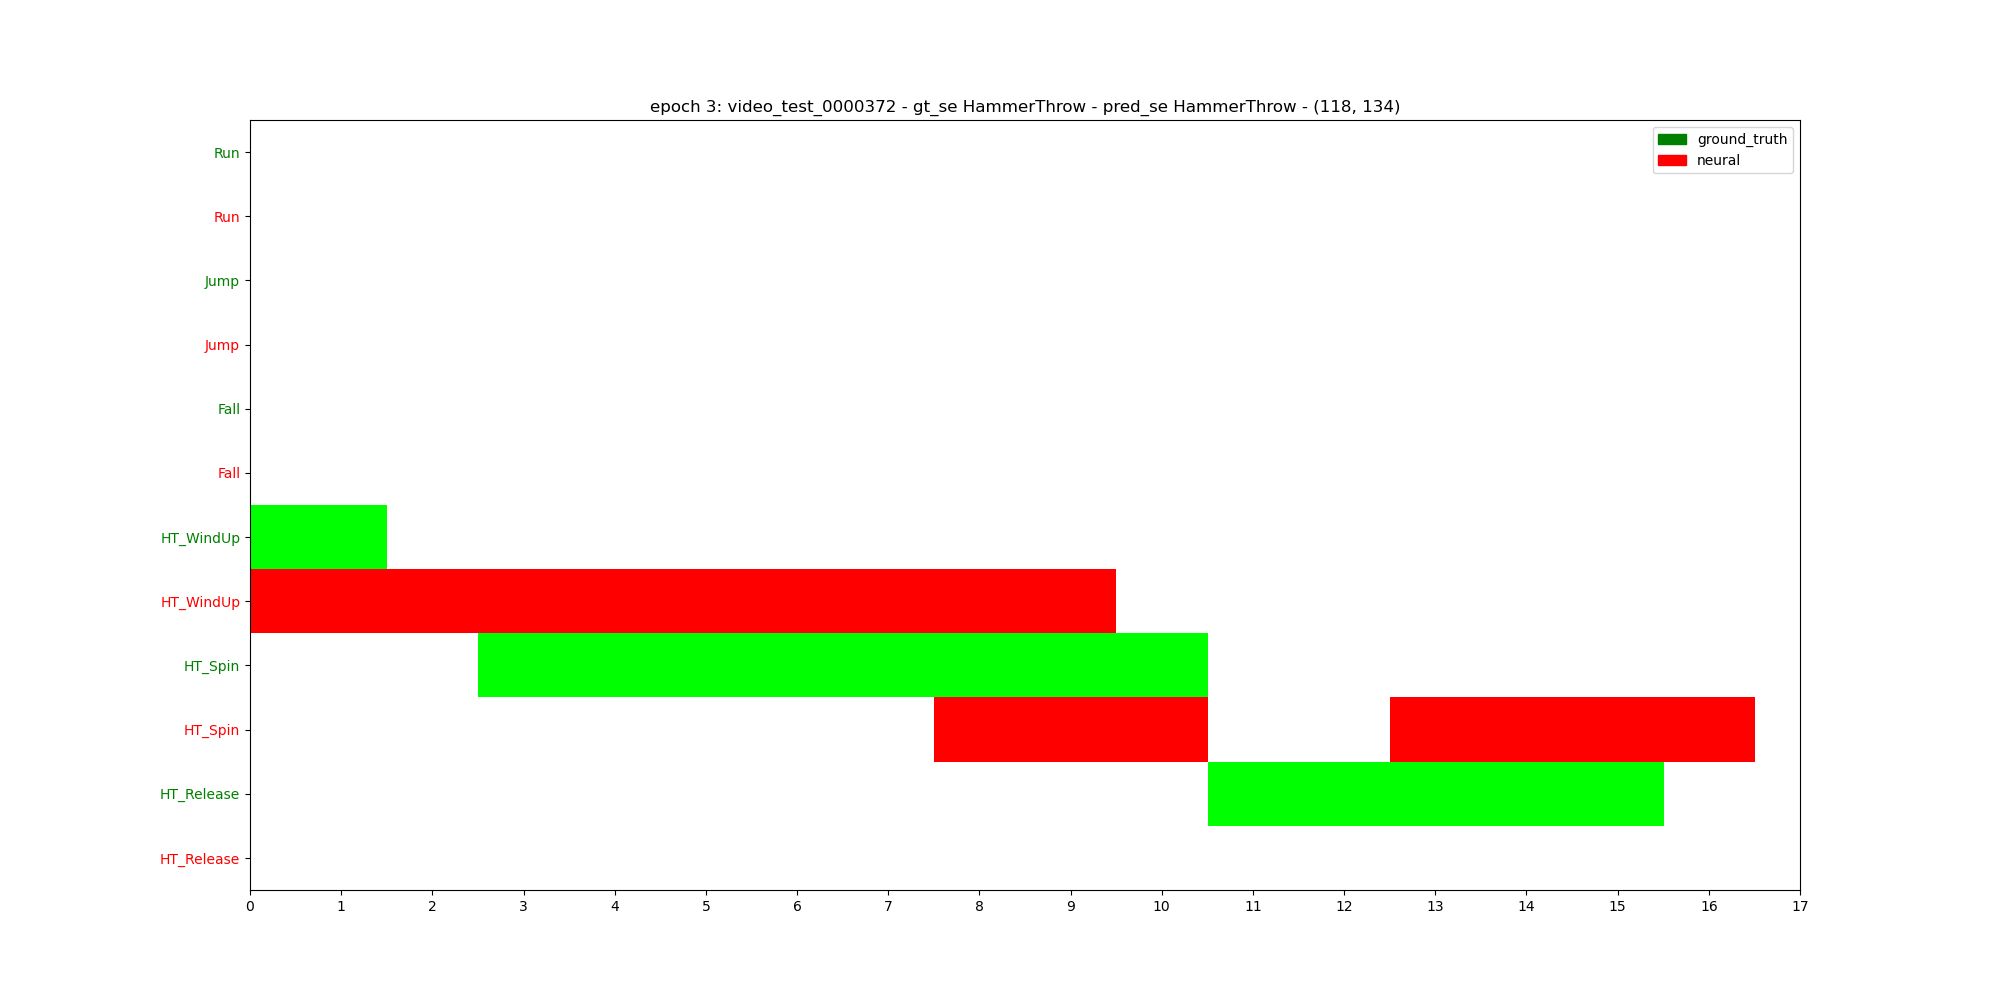 epoch 3: video_test_0000372 - gt_se HammerThrow - pred_se HammerThrow - (118, 134)
ground_truth
neural
Run
Run
Jump
Jump
Fall
Fall
HT_WindUp
HT_WindUp
HT_Spin
HT_Spin
HT_Release
HT_Release
0 1 2 3 4 5 6 7 8 9 10 11 12 13 14 15 16 17